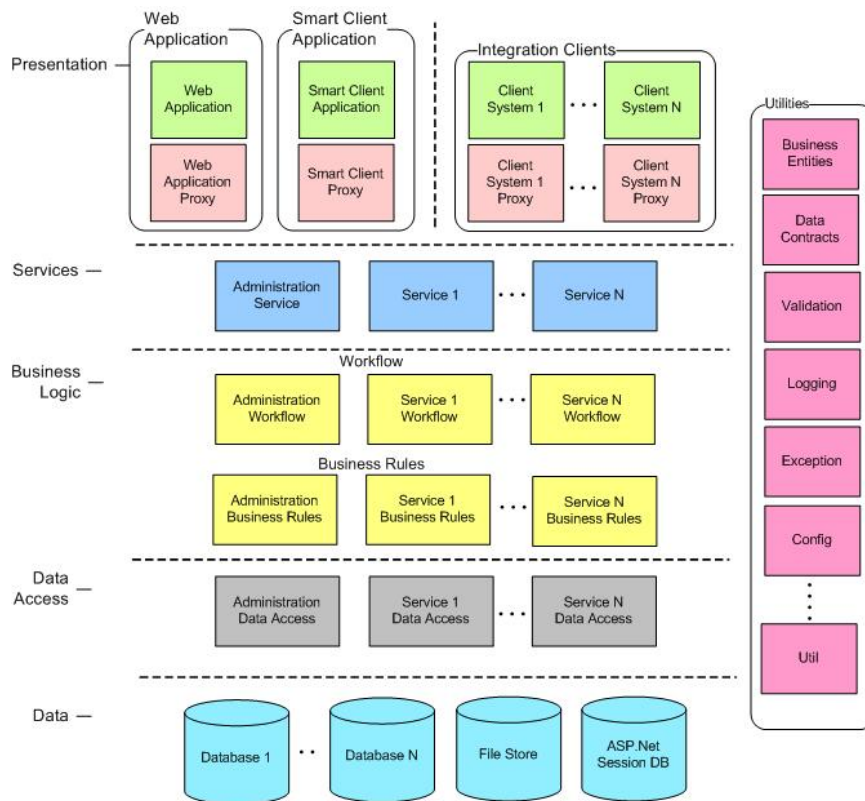 Web
Application
Smart Client
Application
Presentation
Integration Clients
Web
Application
Smart Client
Application
Client
System 1
Client
System N
Web
Application
Proxy
Smart Client
Proxy
Client
System 1
Proxy
Client
System N
Proxy
Utilities
Business
Entities
Data
Contracts
Validation
Logging
Exception
Config
Util
Services
Administration
Service
Service 1
Service N
Business
Logic
Workflow
Administration
Workflow
Service 1
Workflow
Service N
Workflow
Business Rules
Administration
Business Rules
Service 1
Business Rules
Service N
Business Rules
Data
Access
Administration
Data Access
Service 1
Data Access
Service N
Data Access
Data
Database 1
Database N
File Store
ASP.Net
Session DB